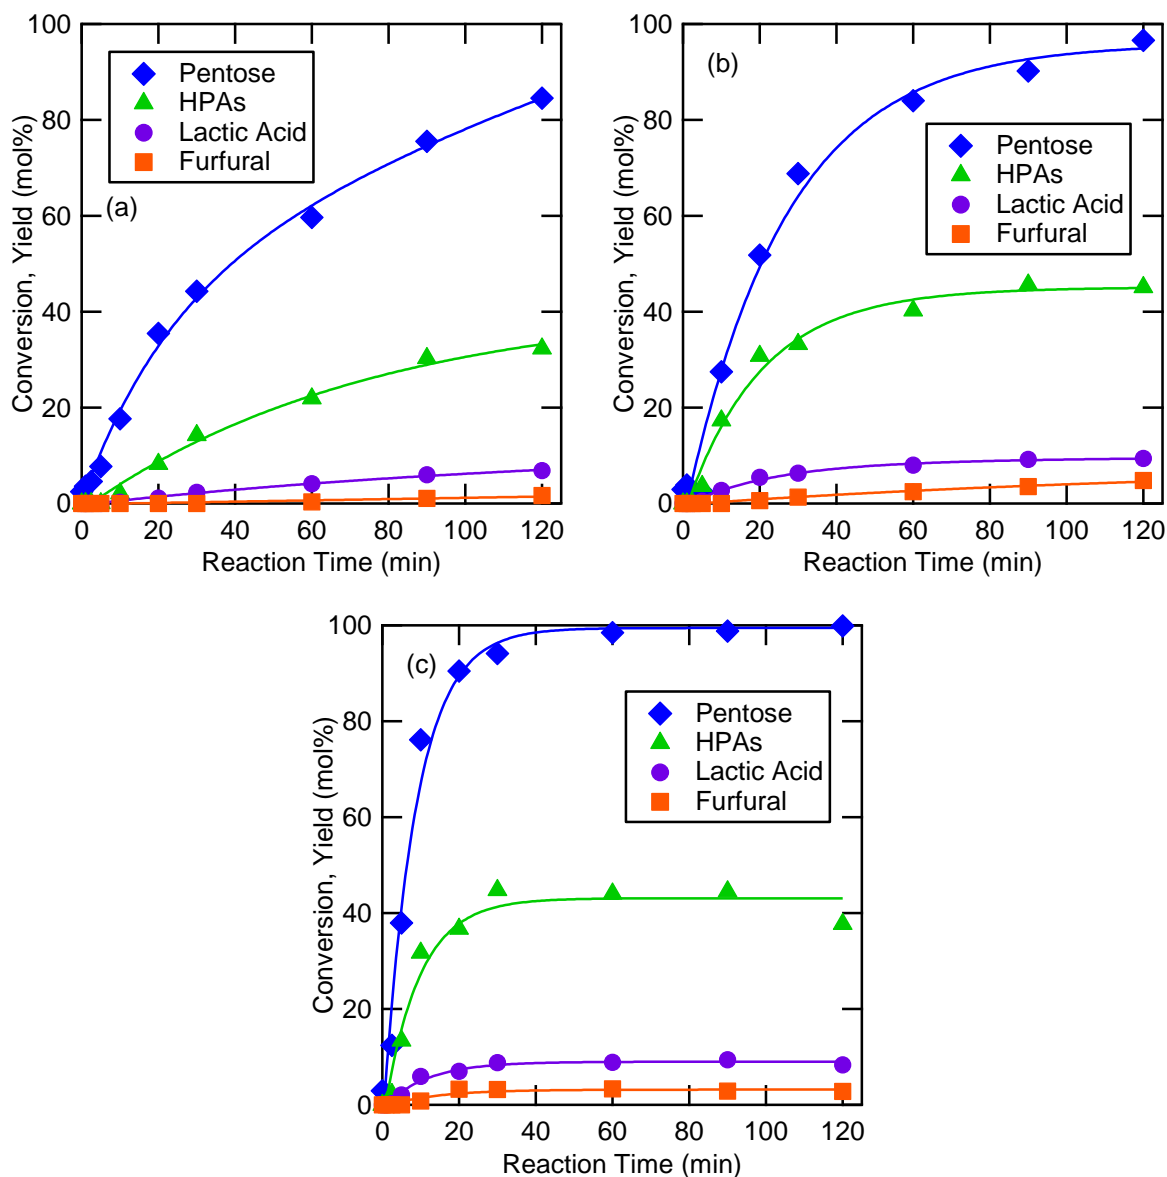 100
80
60
40
20
0
Conversion, Yield (mol%)
Pentose
HPAs
Lactic Acid
Furfural
(a)
0 20 40 60 80 100 120
Reaction Time (min)
100
80
60
40
20
0
Conversion, Yield (mol%)
(b)
Pentose
HPAs
Lactic Acid
Furfural
0 20 40 60 80 100 120
Reaction Time (min)
100
80
60
40
20
0
Conversion, Yield (mol%)
(c)
Pentose
HPAs
Lactic Acid
Furfural
0 20 40 60 80 100 120
Reaction Time (min)